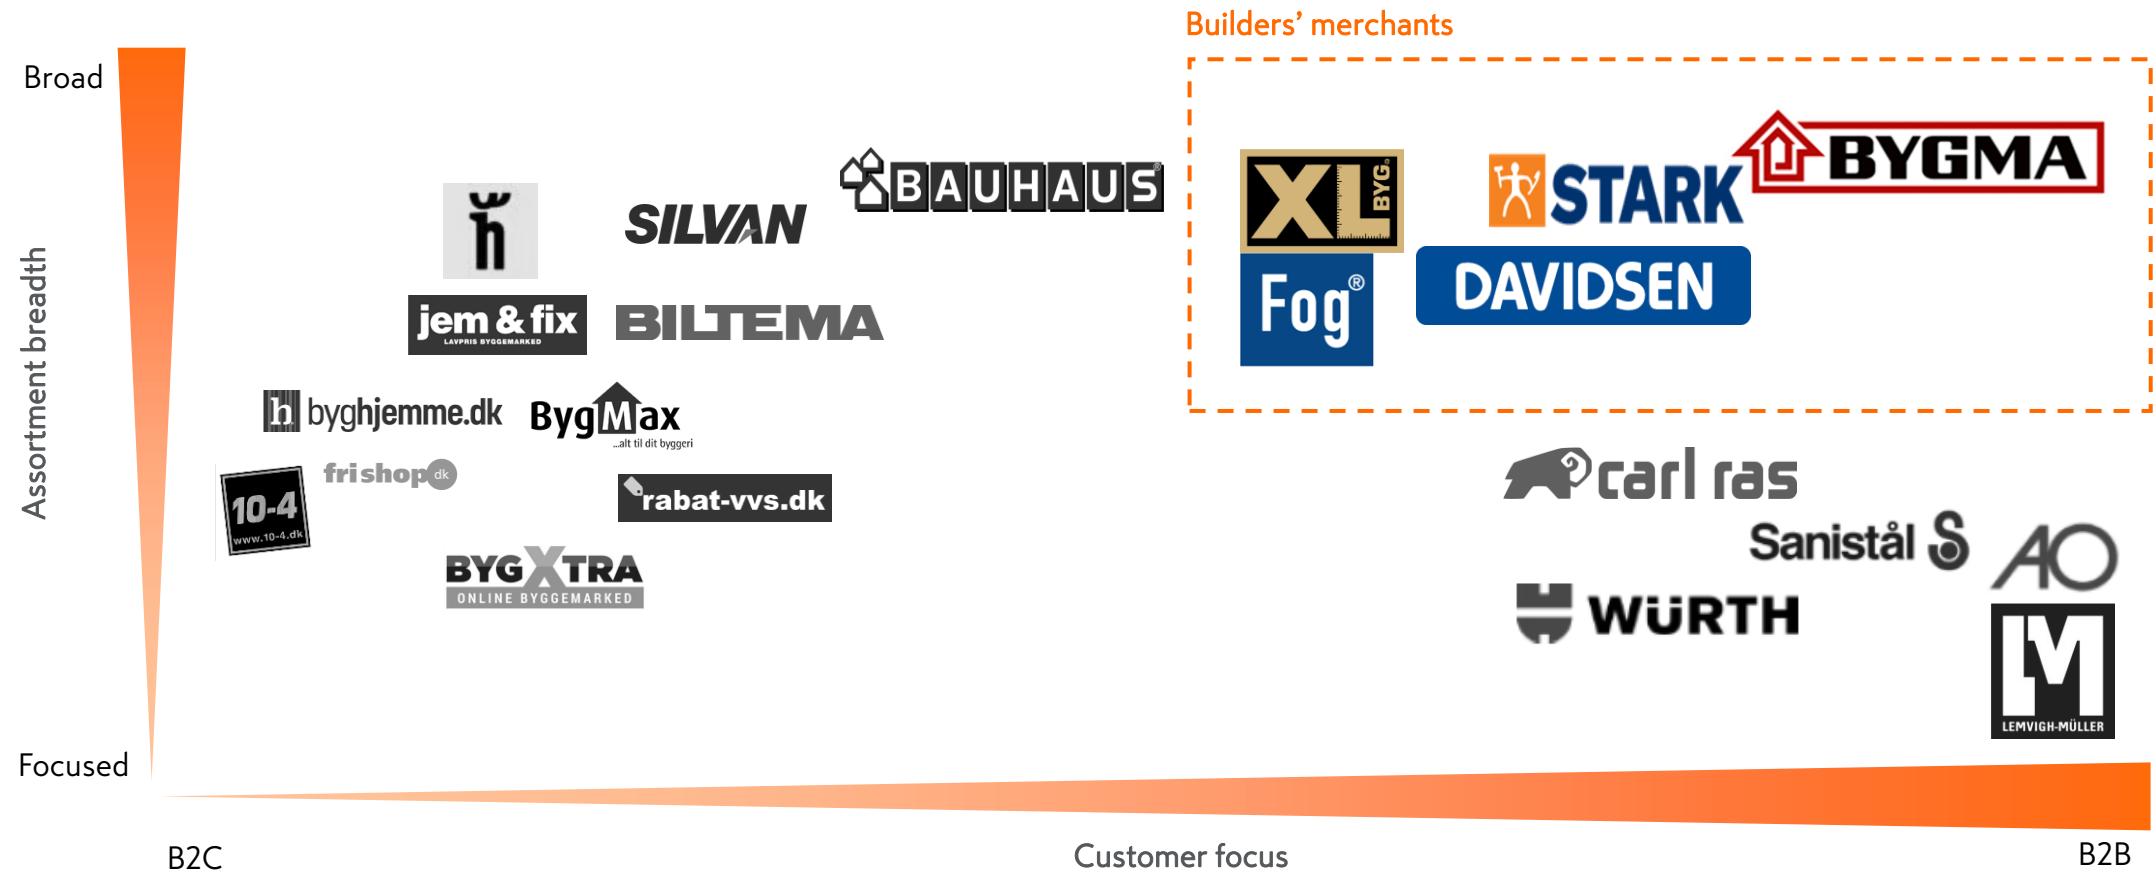 Builders’ merchants
Broad
BAUHAUS®
XL BYG®
STARK
BYGMA
h
SILVAN
Fog®
DAVIDSEN
jem & fix
LAVPRIS BYGGEMARKED
BILTEMA
Assortment breadth
h byghjemme.dk
BygMax
...alt til dit byggeri
frishop dk
10-4
www.10-4.dk
rabat-vvs.dk
carl ras
Sanistål S
AO
BYGXTRA
ONLINE BYGGEMARKED
WÜRTH
LM
LEMVIGH-MÜLLER
Focused
B2C
Customer focus
B2B